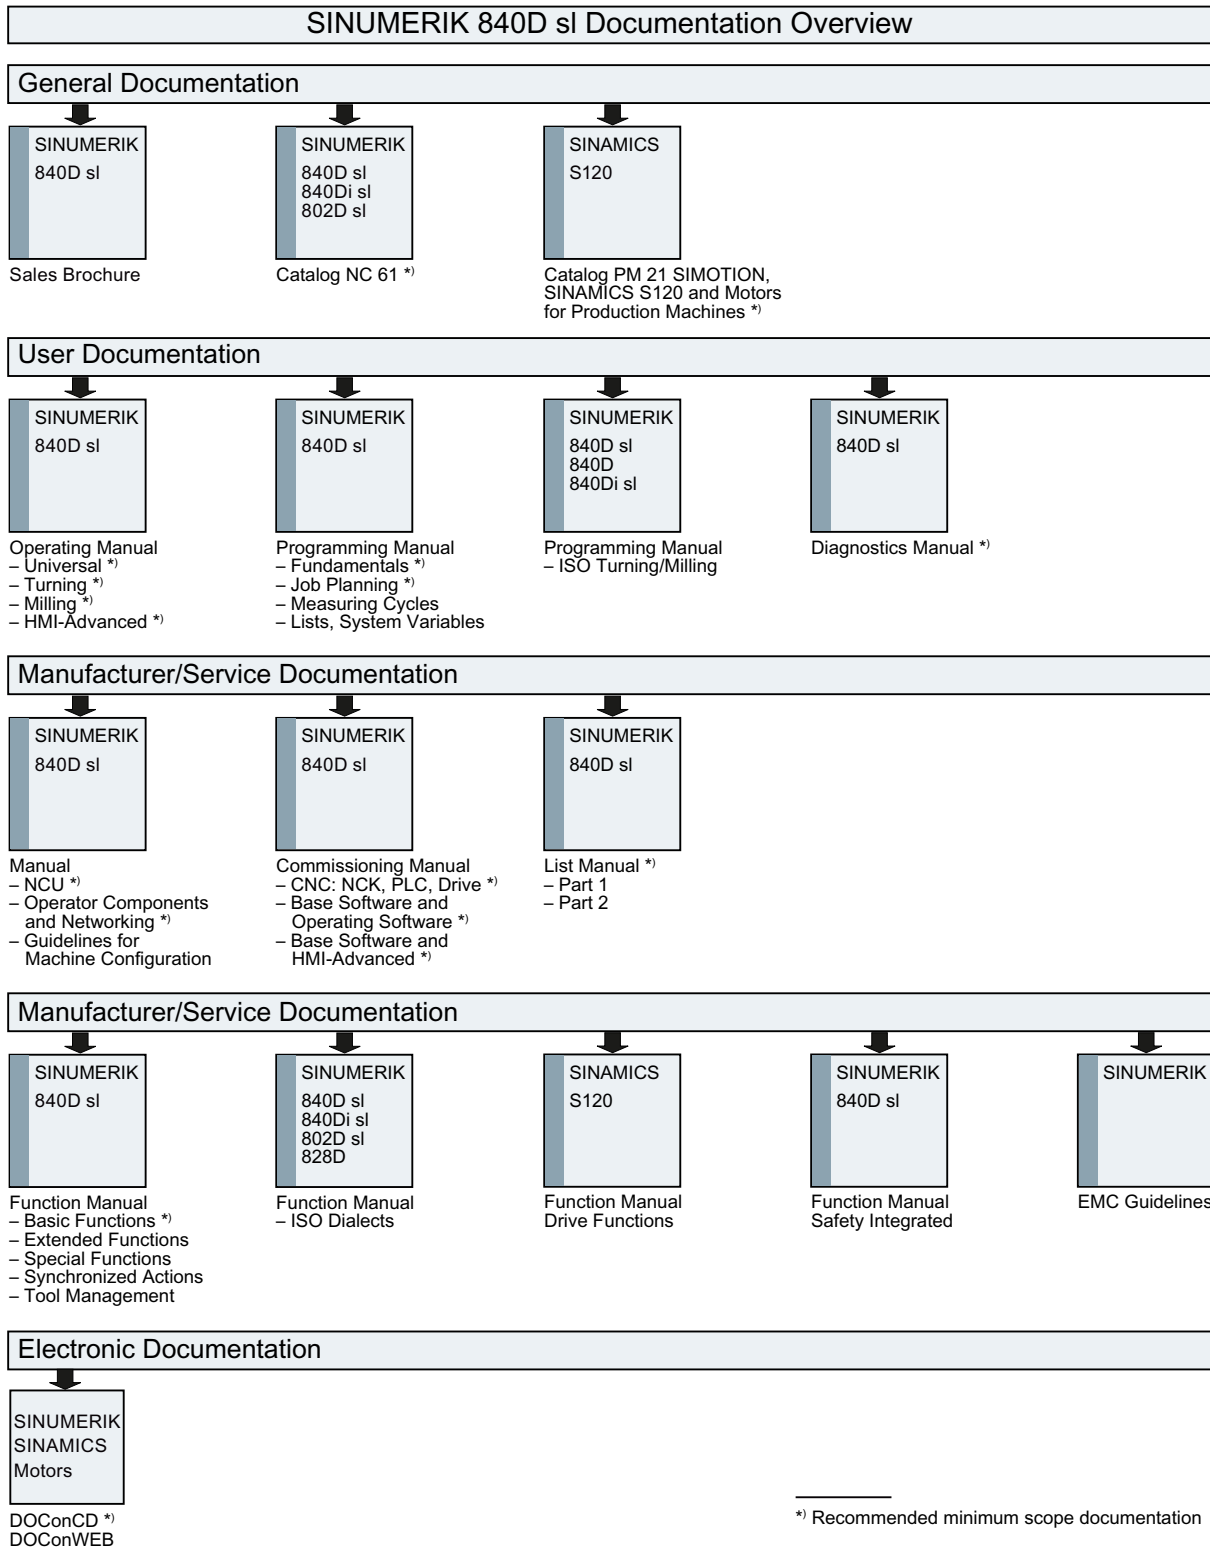 SINUMERIK 840D sl Documentation Overview
General Documentation
SINUMERIK
840D sl
Sales Brochure
SINUMERIK
840D sl
840Di sl
802D sl
Catalog NC 61 *)
SINAMICS
S120
Catalog PM 21 SIMOTION,
SINAMICS S120 and Motors
for Production Machines *)
User Documentation
SINUMERIK
840D sl
Operating Manual
– Universal *)
– Turning *)
– Milling *)
– HMI-Advanced *)
SINUMERIK
840D sl
Programming Manual
– Fundamentals *)
– Job Planning *)
– Measuring Cycles
– Lists, System Variables
SINUMERIK
840D sl
840D
840Di sl
Programming Manual
– ISO Turning/Milling
SINUMERIK
840D sl
Diagnostics Manual *)
Manufacturer/Service Documentation
SINUMERIK
840D sl
Manual
– NCU *)
– Operator Components
and Networking *)
– Guidelines for
Machine Configuration
SINUMERIK
840D sl
Commissioning Manual
– CNC: NCK, PLC, Drive *)
– Base Software and
Operating Software *)
– Base Software and
HMI-Advanced *)
SINUMERIK
840D sl
List Manual *)
– Part 1
– Part 2
Manufacturer/Service Documentation
SINUMERIK
840D sl
Function Manual
– Basic Functions *)
– Extended Functions
– Special Functions
– Synchronized Actions
– Tool Management
SINUMERIK
840D sl
840Di sl
802D sl
828D
Function Manual
– ISO Dialects
SINAMICS
S120
Function Manual
Drive Functions
SINUMERIK
840D sl
Function Manual
Safety Integrated
SINUMERIK
EMC Guidelines
Electronic Documentation
SINUMERIK
SINAMICS
Motors
DOConCD *)
DOConWEB
*) Recommended minimum scope documentation